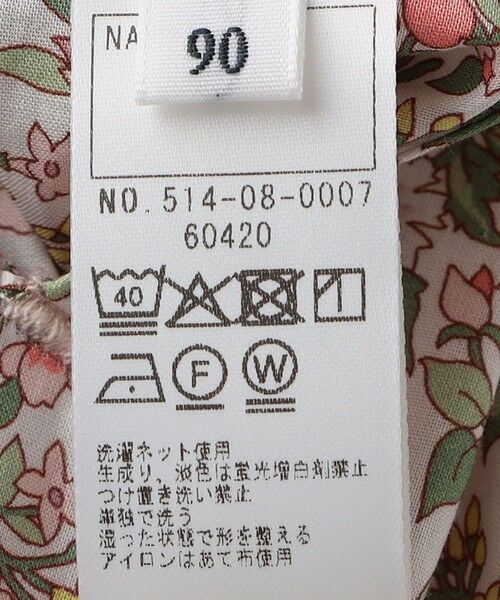 NA
90
NO. 514-08-0007
60420
40
F
W
洗濯ネット使用
生成り、淡色は蛍光増白剤禁止
つけ置き洗い禁止
単独で洗う
湿った状態で形を整える
アイロンはあて布使用